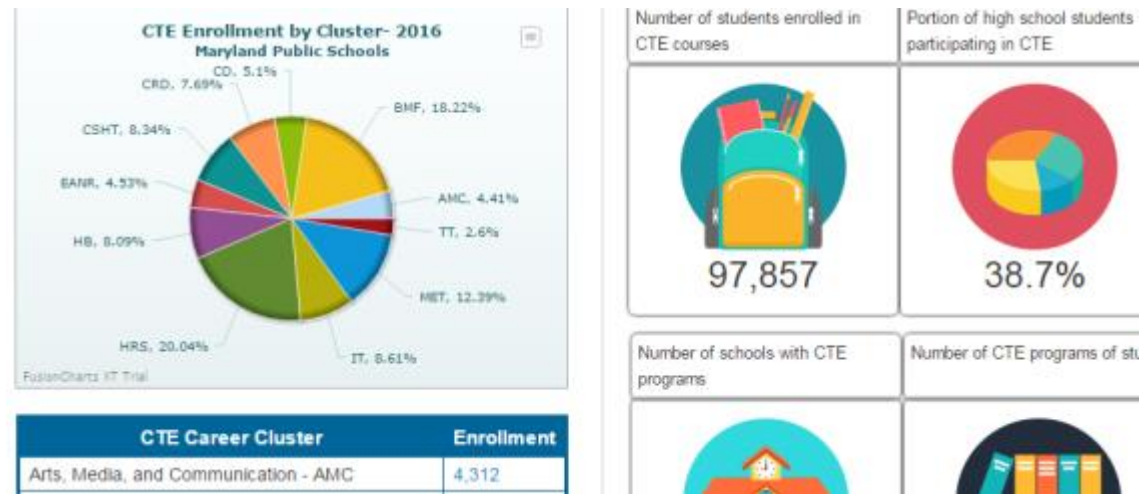 CTE Enrollment by Cluster- 2016
Maryland Public Schools
CD, 5.1%
CRD, 7.69%
BMF, 18.22%
CSHT, 8.34%
EANR, 4.53%
AMC, 4.41%
TT, 2.6%
HB, 8.09%
MET, 12.39%
HRS, 20.04%
IT, 8.61%
FusionCharts XT Trial
CTE Career Cluster Enrollment
Arts, Media, and Communication - AMC 4,312
Number of students enrolled in
CTE courses
97,857
Portion of high school students
participating in CTE
38.7%
Number of schools with CTE
programs
Number of CTE programs of stu